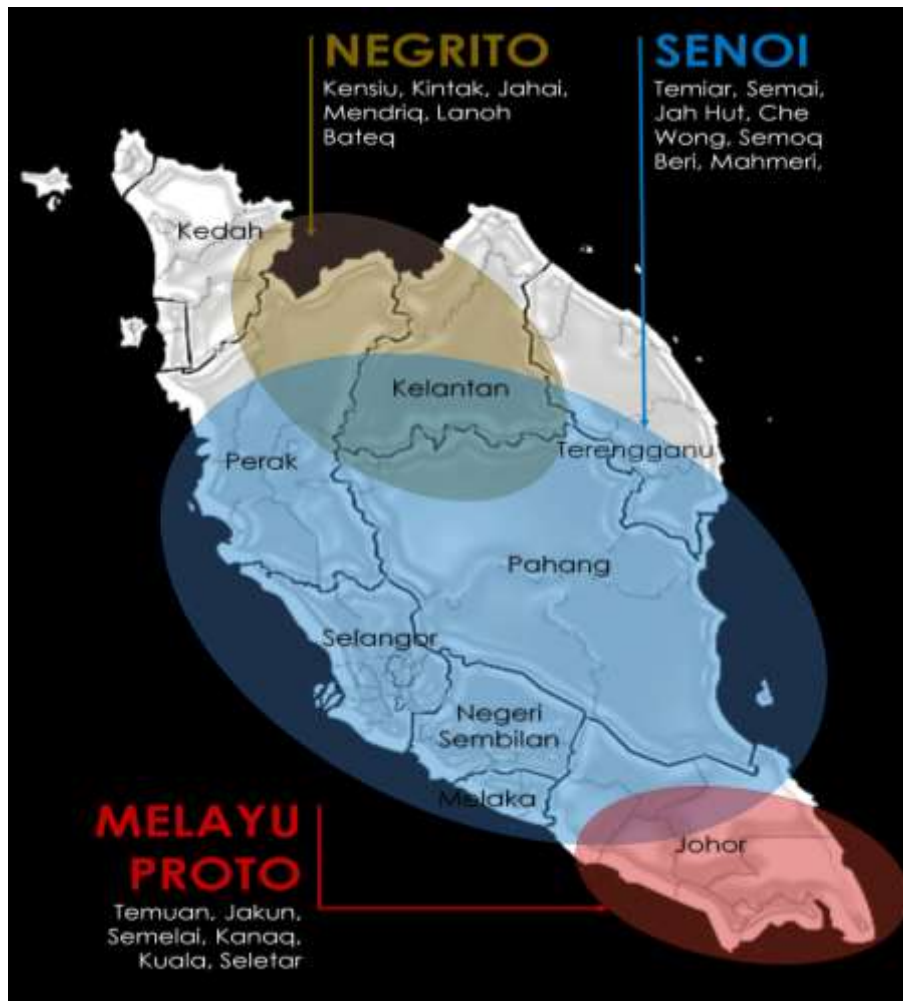 NEGRITO
Kensiu, Kintak, Jahai,
Mendriq, Lanoh
Bateq
SENOI
Temiar, Semai,
Jah Hut, Che
Wong, Semoq
Beri, Mahmeri,
Kedah
Kelantan
Terengganu
Perak
Pahang
Selangor
Negeri
Sembilan
Melaka
Johor
MELAYU
PROTO
Temuan, Jakun,
Semelai, Kanaq,
Kuala, Seletar